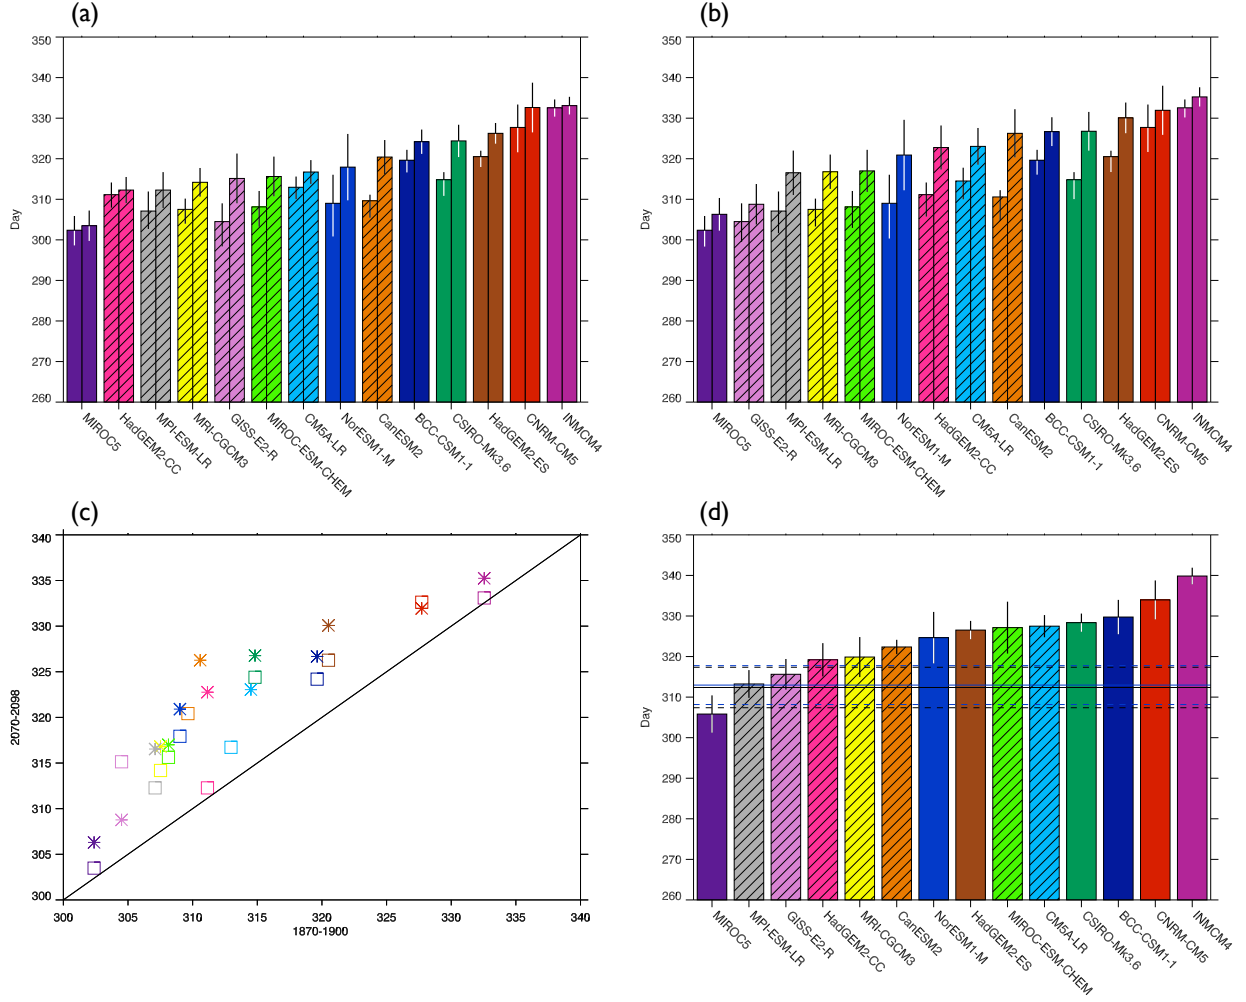 (a)
350
340
330
320
310
300
290
280
270
260
Day
MIROC5
HadGEM2-CC
MPI-ESM-LR
MRI-CGCM3
GISS-E2-R
MIROC-ESM-CHEM
CM5A-LR
NorESM1-M
CanESM2
BCC-CSM1-1
CSIRO-Mk3.6
HadGEM2-ES
CNRM-CM5
INMCM4
(b)
350
340
330
320
310
300
290
280
270
260
Day
MIROC5
GISS-E2-R
MPI-ESM-LR
MRI-CGCM3
MIROC-ESM-CHEM
NorESM1-M
HadGEM2-CC
CM5A-LR
CanESM2
BCC-CSM1-1
CSIRO-Mk3.6
HadGEM2-ES
CNRM-CM5
INMCM4
(c)
340
335
330
325
320
315
310
305
300
2070-2098
300 305 310 315 320 325 330 335 340
1870-1900
(d)
350
340
330
320
310
300
290
280
270
260
Day
MIROC5
MPI-ESM-LR
GISS-E2-R
HadGEM2-CC
MRI-CGCM3
CanESM2
NorESM1-M
HadGEM2-ES
MIROC-ESM-CHEM
CM5A-LR
CSIRO-Mk3.6
BCC-CSM1-1
CNRM-CM5
INMCM4